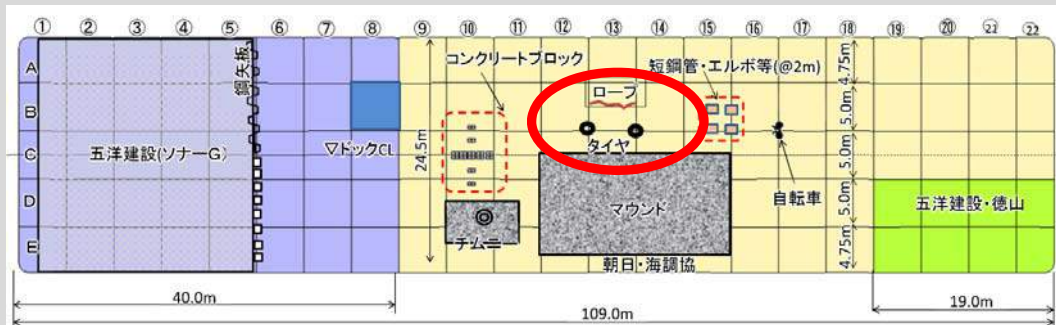 ① ② ③ ④ ⑤ ⑥ ⑦ ⑧ ⑨ ⑩ ⑪ ⑫ ⑬ ⑭ ⑮ ⑯ ⑰ ⑱ ⑲ ⑳ ㉑ ㉒
A
B
C
D
E
鋼矢板
五洋建設(ソナーG)
▽ドックCL
コンクリートブロック
24.5m
チムニ
ロープ
タイヤ
マウンド
朝日・海調協
短鋼管・エルボ等(@2m)
自転車
4.75m
5.0m
5.0m
5.0m
4.75m
五洋建設・徳山
40.0m
109.0m
19.0m